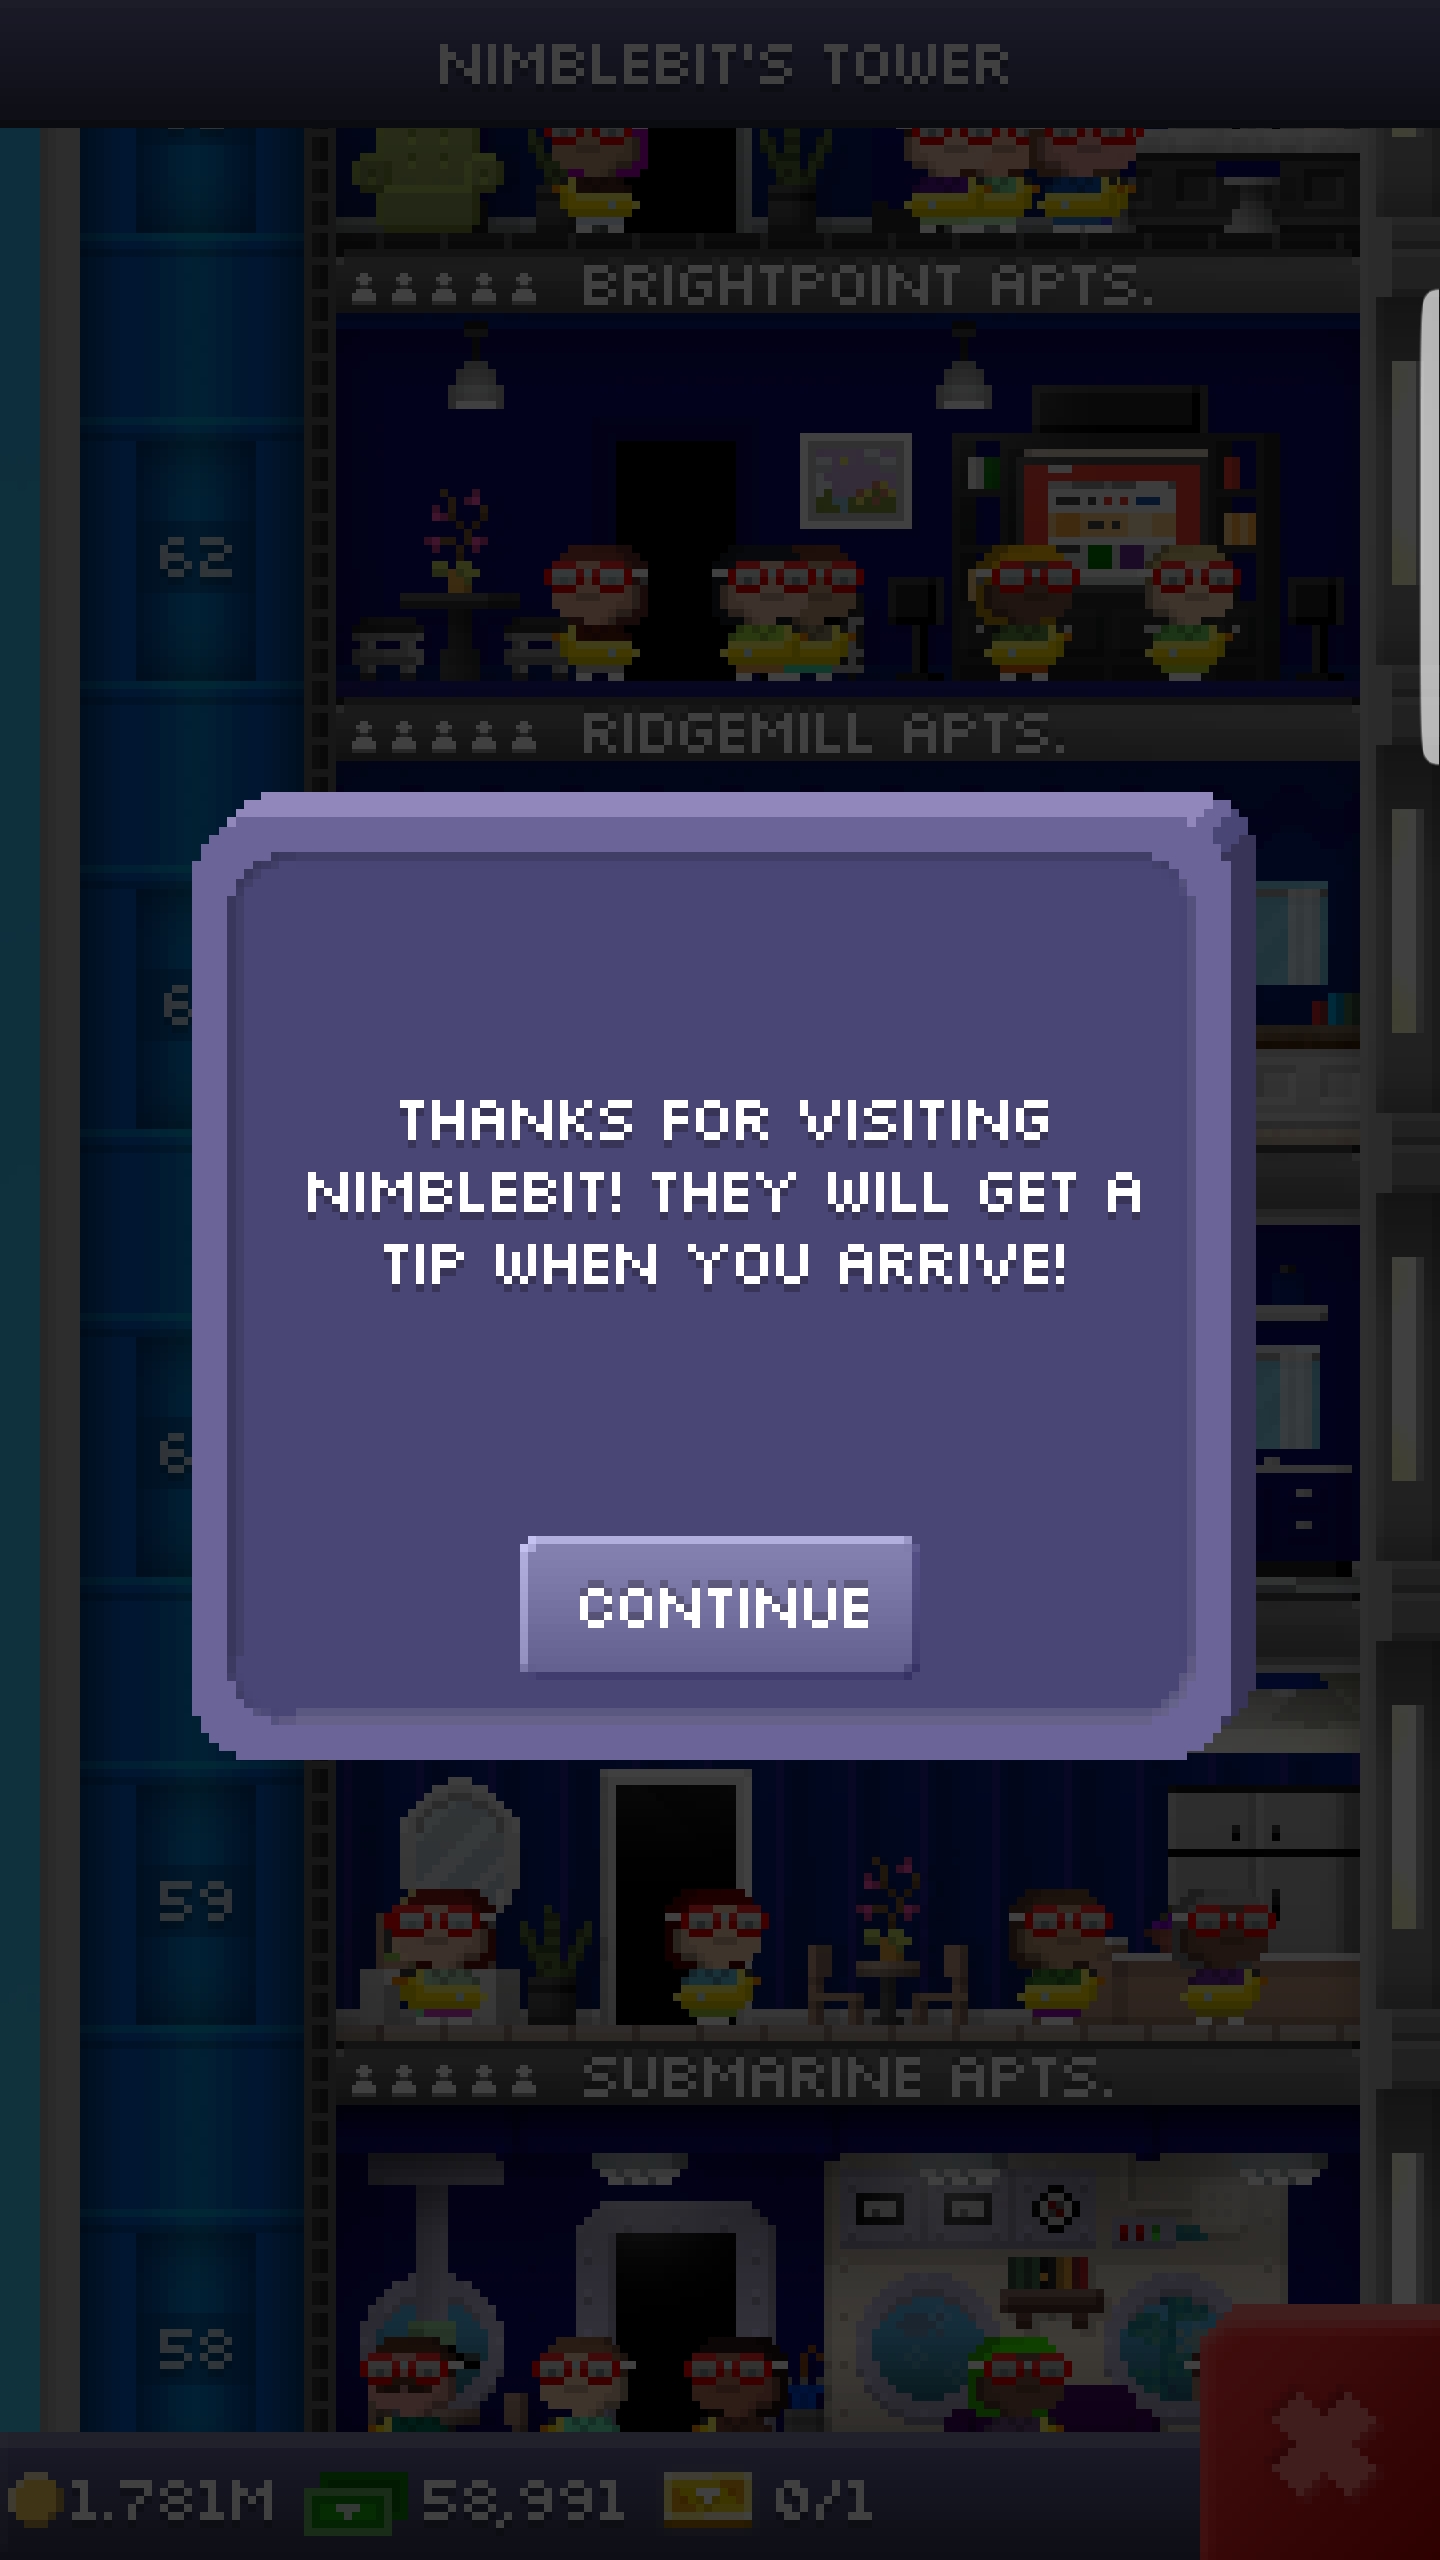 NIMBLEBIT'S TOWER
BRIGHTPOINT APTS.
62
RIDGEMILL APTS.
THANKS FOR VISITING
NIMBLEBIT! THEY WILL GET A
TIP WHEN YOU ARRIVE!
CONTINUE
59
SUBMARINE APTS.
58
1.781M 58,991 0/1